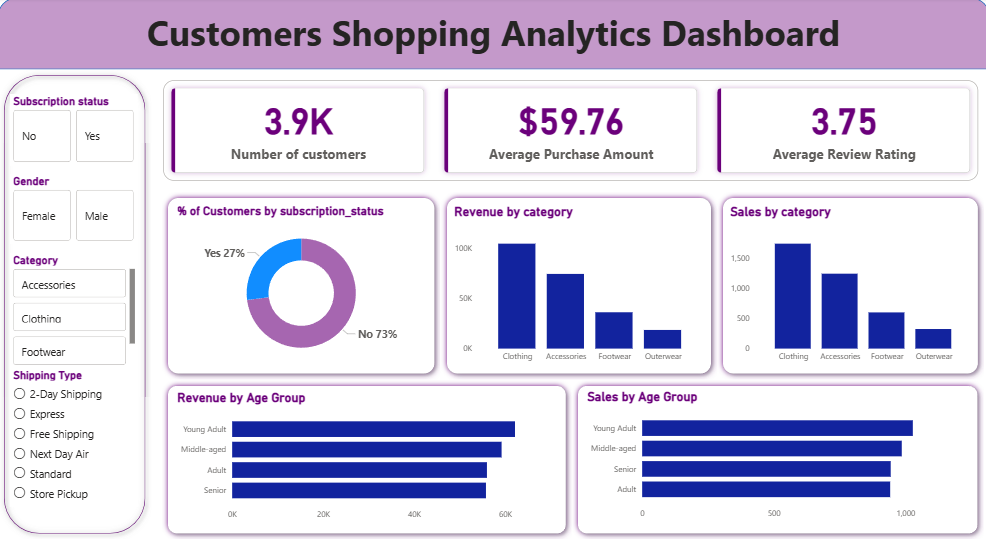 Customers Shopping Analytics Dashboard
Subscription status
No
Yes
Gender
Female
Male
Category
Accessories
Clothing
Footwear
Shipping Type
2-Day Shipping
Express
Free Shipping
Next Day Air
Standard
Store Pickup
3.9K
Number of customers
$59.76
Average Purchase Amount
3.75
Average Review Rating
% of Customers by subscription_status
Yes 27%
No 73%
Revenue by category
100K
50K
0K
Clothing
Accessories
Footwear
Outerwear
Sales by category
1,500
1,000
500
0
Clothing
Accessories
Footwear
Outerwear
Revenue by Age Group
Young Adult
Middle-aged
Adult
Senior
0K
20K
40K
60K
Sales by Age Group
Young Adult
Middle-aged
Senior
Adult
0
500
1,000